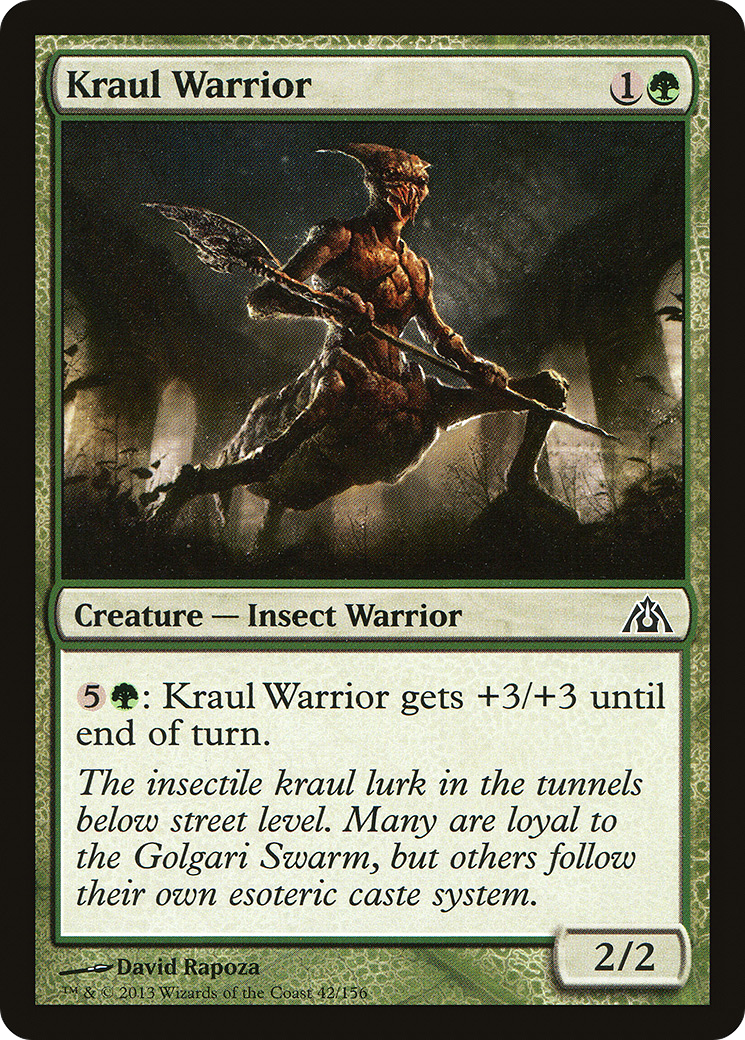 Kraul Warrior 1
Creature — Insect Warrior
5: Kraul Warrior gets +3/+3 until
end of turn.
The insectile kraul lurk in the tunnels
below street level. Many are loyal to
the Golgari Swarm, but others follow
their own esoteric caste system.
2/2
David Rapoza
™ & © 2013 Wizards of the Coast 42/156